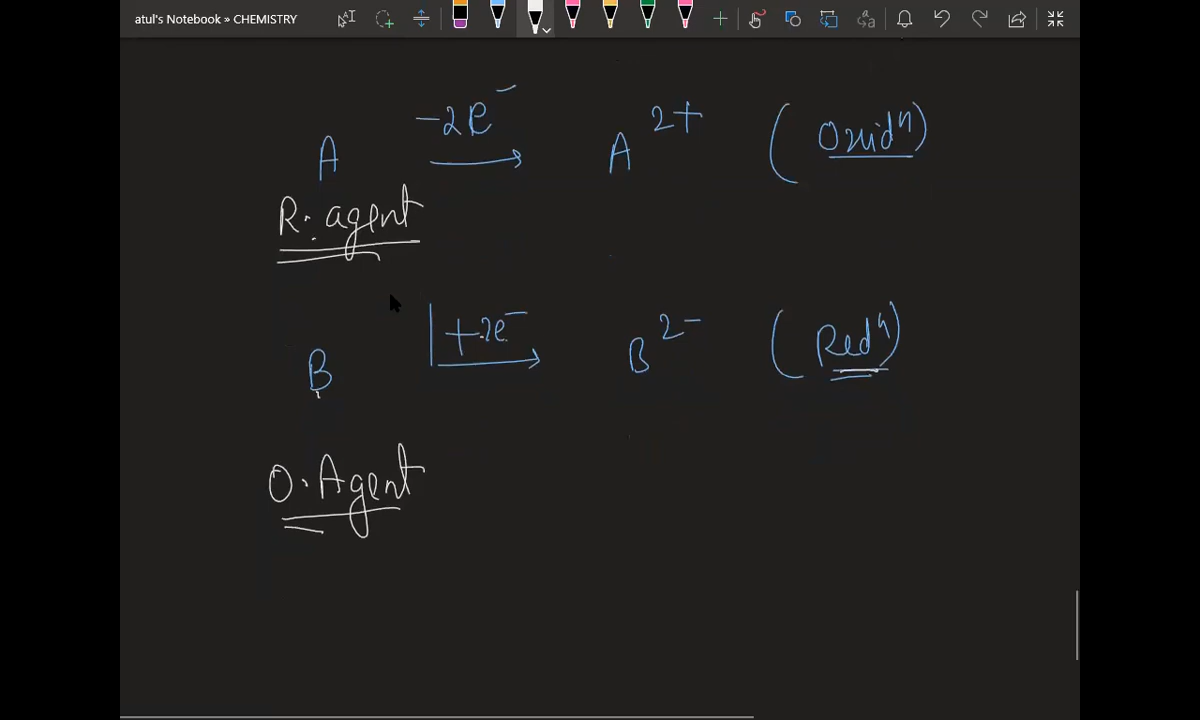 atul's Notebook » CHEMISTRY
A -2e⁻ → A²⁺ (Oxidⁿ)
R. agent
B +2e⁻ → B²⁻ (Redⁿ)
O. Agent